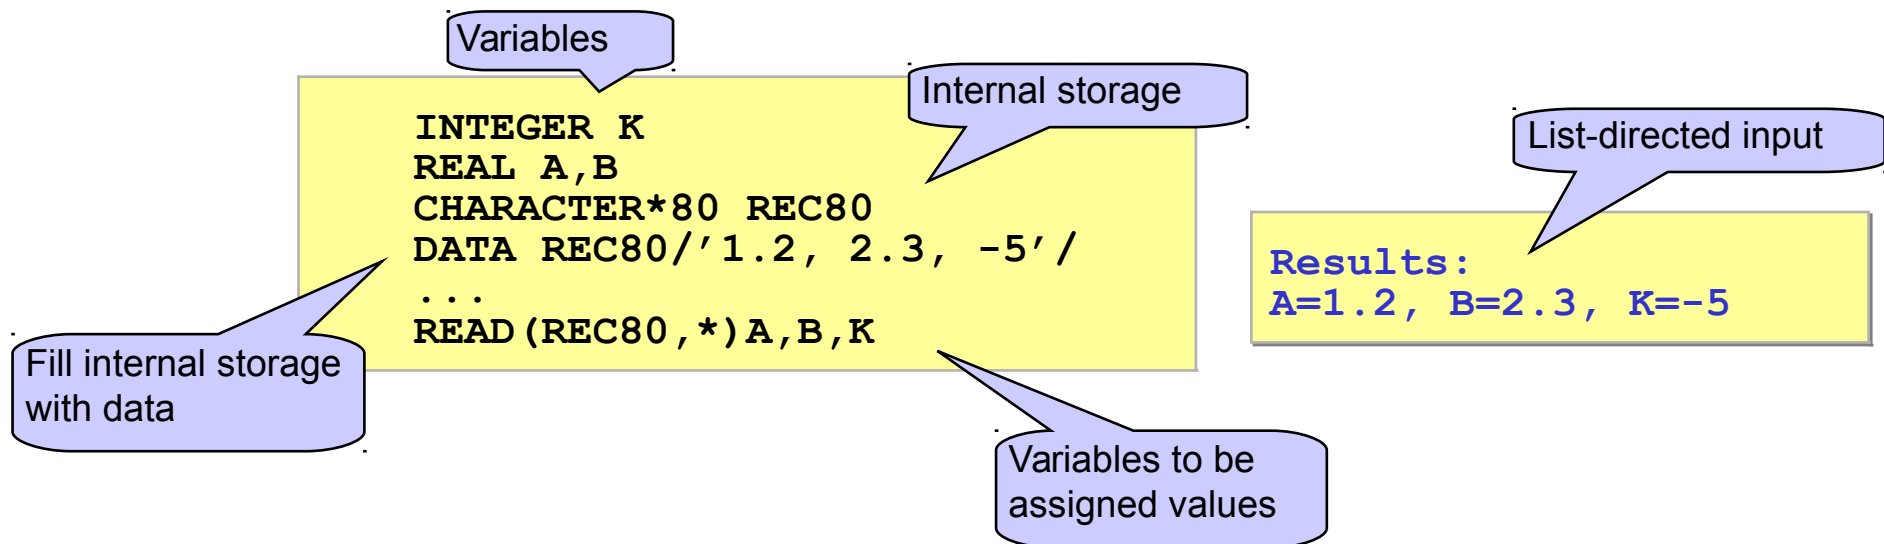 Variables
Internal storage
List-directed input
INTEGER K
REAL A,B
CHARACTER*80 REC80
DATA REC80/’1.2, 2.3, -5’/
...
READ(REC80,*)A,B,K
Results:
A=1.2, B=2.3, K=-5
Fill internal storage
with data
Variables to be
assigned values